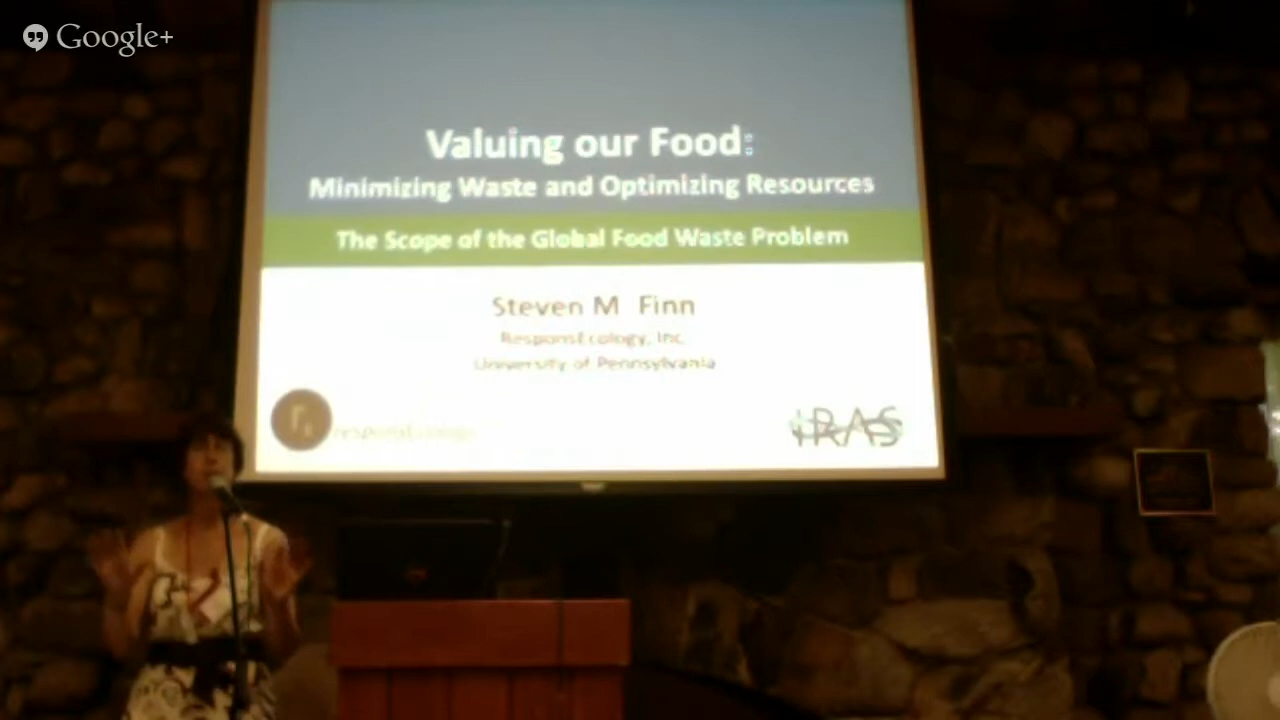 Google+
Valuing our Food:
Minimizing Waste and Optimizing Resources
The Scope of the Global Food Waste Problem
Steven M Finn
ResponsEcology, Inc.
University of Pennsylvania
responsEcology
IRAS